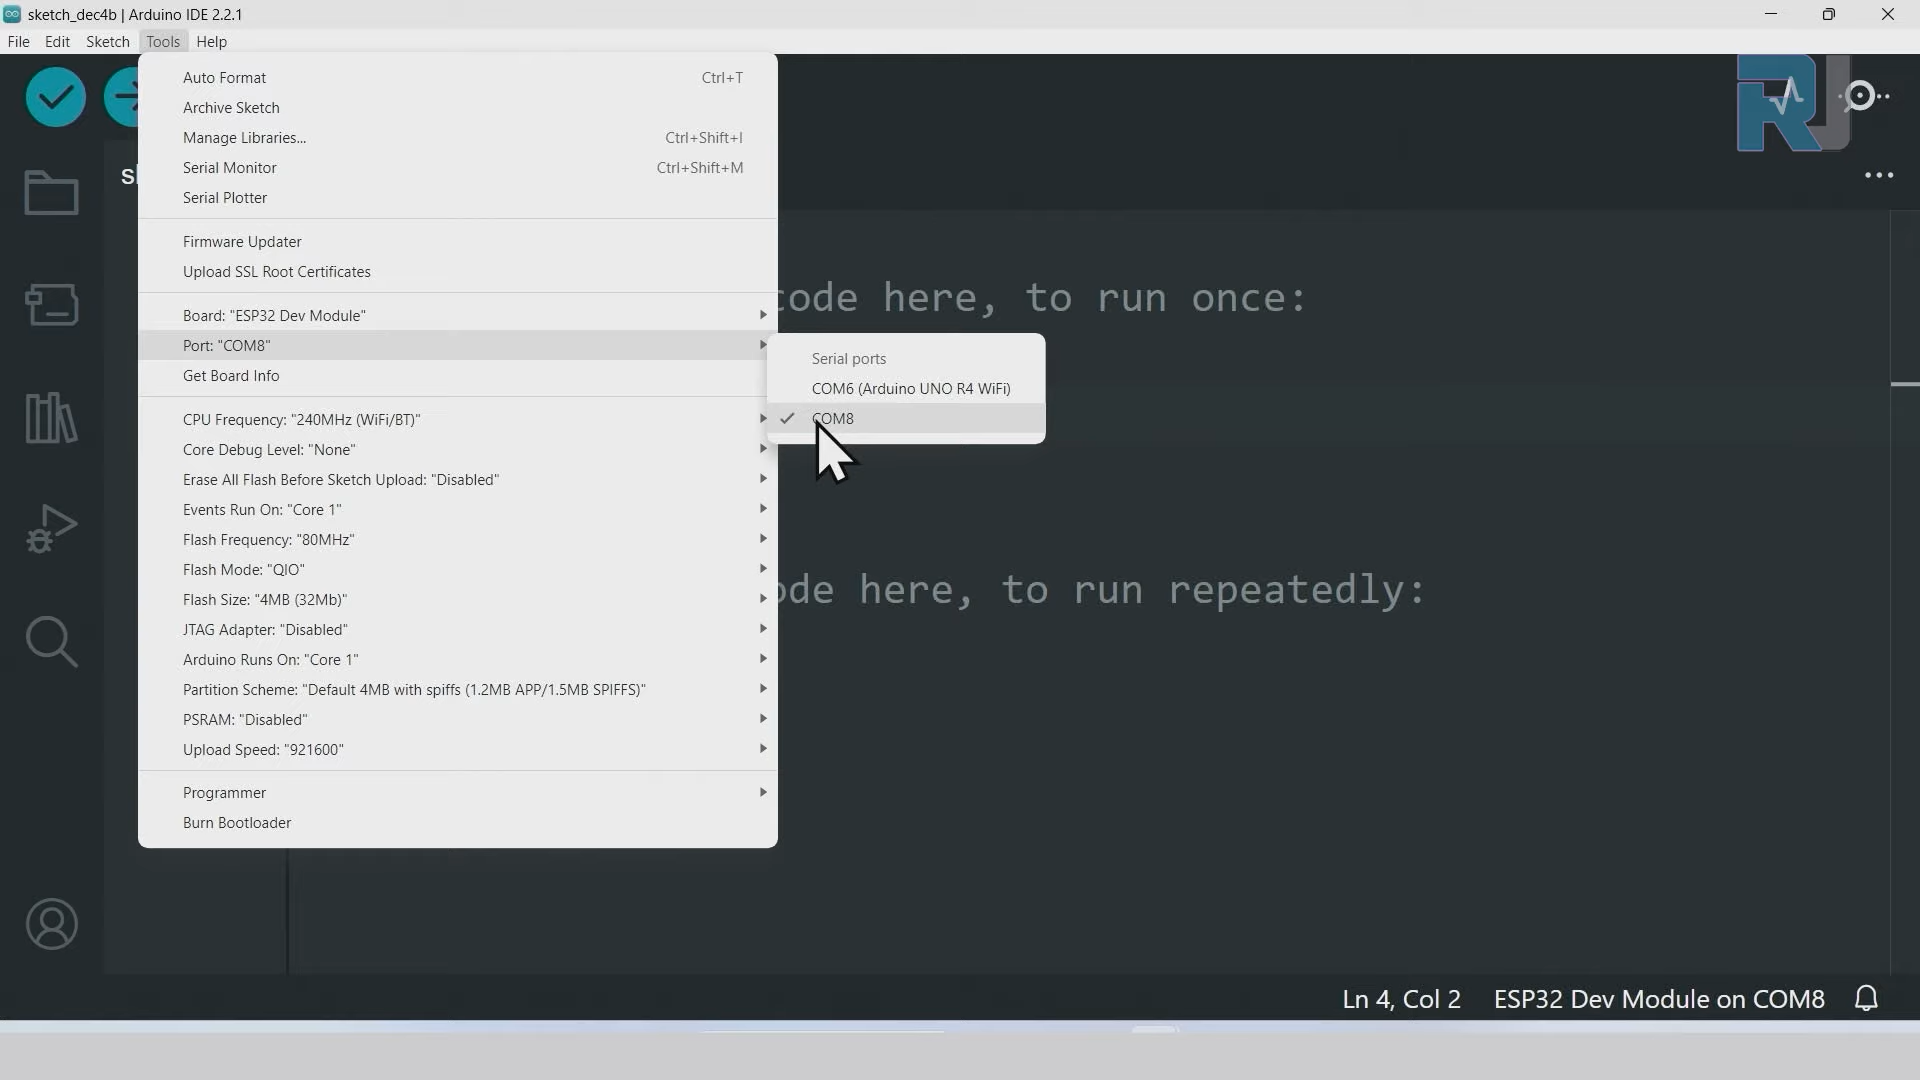 sketch_dec4b | Arduino IDE 2.2.1
File Edit Sketch Tools Help
Auto Format Ctrl+T
Archive Sketch
Manage Libraries... Ctrl+Shift+I
Serial Monitor Ctrl+Shift+M
Serial Plotter
Firmware Updater
Upload SSL Root Certificates
Board: "ESP32 Dev Module"
Port: "COM8"
Get Board Info
CPU Frequency: "240MHz (WiFi/BT)"
Core Debug Level: "None"
Erase All Flash Before Sketch Upload: "Disabled"
Events Run On: "Core 1"
Flash Frequency: "80MHz"
Flash Mode: "QIO"
Flash Size: "4MB (32Mb)"
JTAG Adapter: "Disabled"
Arduino Runs On: "Core 1"
Partition Scheme: "Default 4MB with spiffs (1.2MB APP/1.5MB SPIFFS)"
PSRAM: "Disabled"
Upload Speed: "921600"
Programmer
Burn Bootloader
Serial ports
COM6 (Arduino UNO R4 WiFi)
COM8
code here, to run once:
ode here, to run repeatedly:
RJ
Ln 4, Col 2 ESP32 Dev Module on COM8